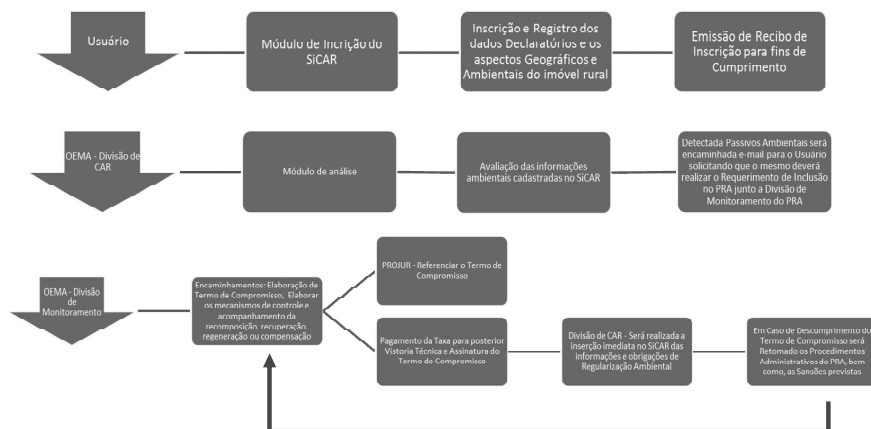 Usuário
Módulo de Incrição do
SiCAR
Inscrição e Registro dos
dados Declaratórios e os
aspectos Geográficos e
Ambientais do imóvel rural
Emissão de Recibo de
Inscrição para fins de
Cumprimento
OEMA - Divisão de
CAR
Módulo de análise
Avaliação das informações
ambientais cadastradas no SiCAR
Detectada Passivos Ambientais será
encaminhada e-mail para o Usuário
solicitando que o mesmo deverá
realizar o Requerimento de Inclusão
no PRA junto a Divisão de
Monitoramento do PRA
OEMA - Divisão
de
Monitoramento
Encaminhamentos: Elaboração de
Termo de Compromisso, Elaborar
os mecanismos de controle e
acompanhamento da
recomposição, recuperação,
regeneração ou compensação
PROJUR - Referenciar o Termo de
Compromisso
Pagamento da Taxa para posterior
Vistoria Técnica e Assinatura do
Termo de Compromisso
Divisão de CAR - Será realizada a
inserção imediata no SiCAR das
informações e obrigações de
Regularização Ambiental
Em Caso de Descumprimento do
Termo de Compromisso será
Retomado os Procedimentos
Administrativos do PRA, bem
como, as Sansões previstas